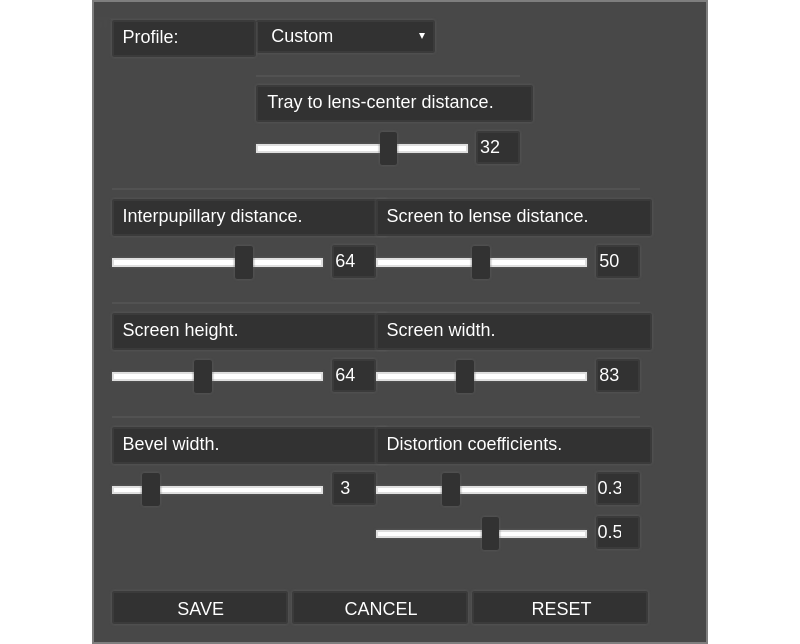 Profile: Custom
Tray to lens-center distance.
32
Interpupillary distance. Screen to lense distance.
64 50
Screen height. Screen width.
64 83
Bevel width. Distortion coefficients.
3 0.3
0.5
SAVE CANCEL RESET